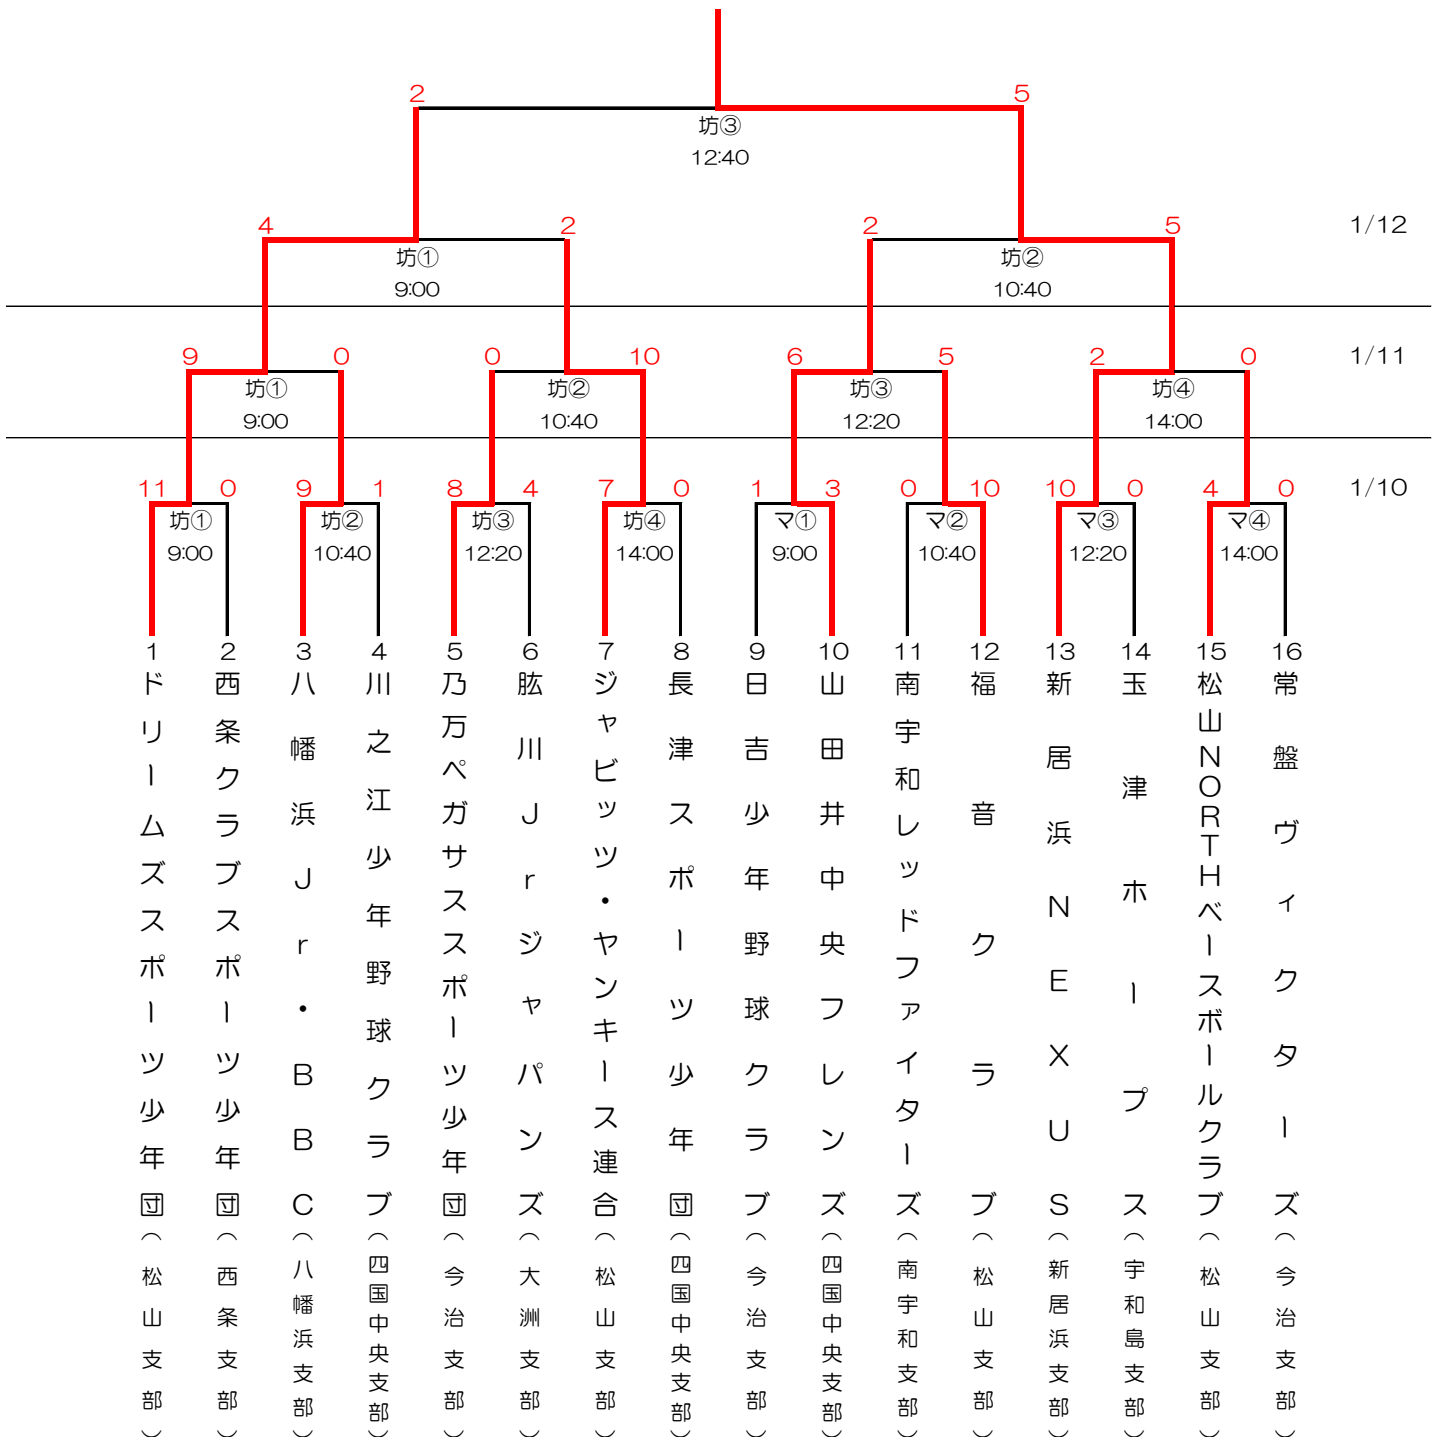 2 5
坊③
12:40
4 2 2 5 1/12
坊① 坊②
9:00 10:40
9 0 0 10 6 5 2 0 1/11
坊① 坊② 坊③ 坊④
9:00 10:40 12:20 14:00
11 0 9 1 8 4 7 0 1 3 0 10 10 0 4 0 1/10
坊① 坊② 坊③ 坊④ マ① マ② マ③ マ④
9:00 10:40 12:20 14:00 9:00 10:40 12:20 14:00
1 2 3 4 5 6 7 8 9 10 11 12 13 14 15 16
ドリームズスポーツ少年団（松山支部）
西条クラブスポーツ少年団（西条支部）
八幡浜Jr・BBC（八幡浜支部）
川之江少年野球クラブ（四国中央支部）
乃万ペガサススポーツ少年団（今治支部）
肱川Jrジャパンズ（大洲支部）
ジャビッツ・ヤンキース連合（松山支部）
長津スポーツ少年団（四国中央支部）
日吉少年野球クラブ（今治支部）
山田井中央フレンズ（四国中央支部）
南宇和レッドファイターズ（南宇和支部）
福音クラブ（松山支部）
新居浜NEXUS（新居浜支部）
玉津ホープス（宇和島支部）
松山NORTHベースボールクラブ（松山支部）
常盤ヴィクターズ（今治支部）